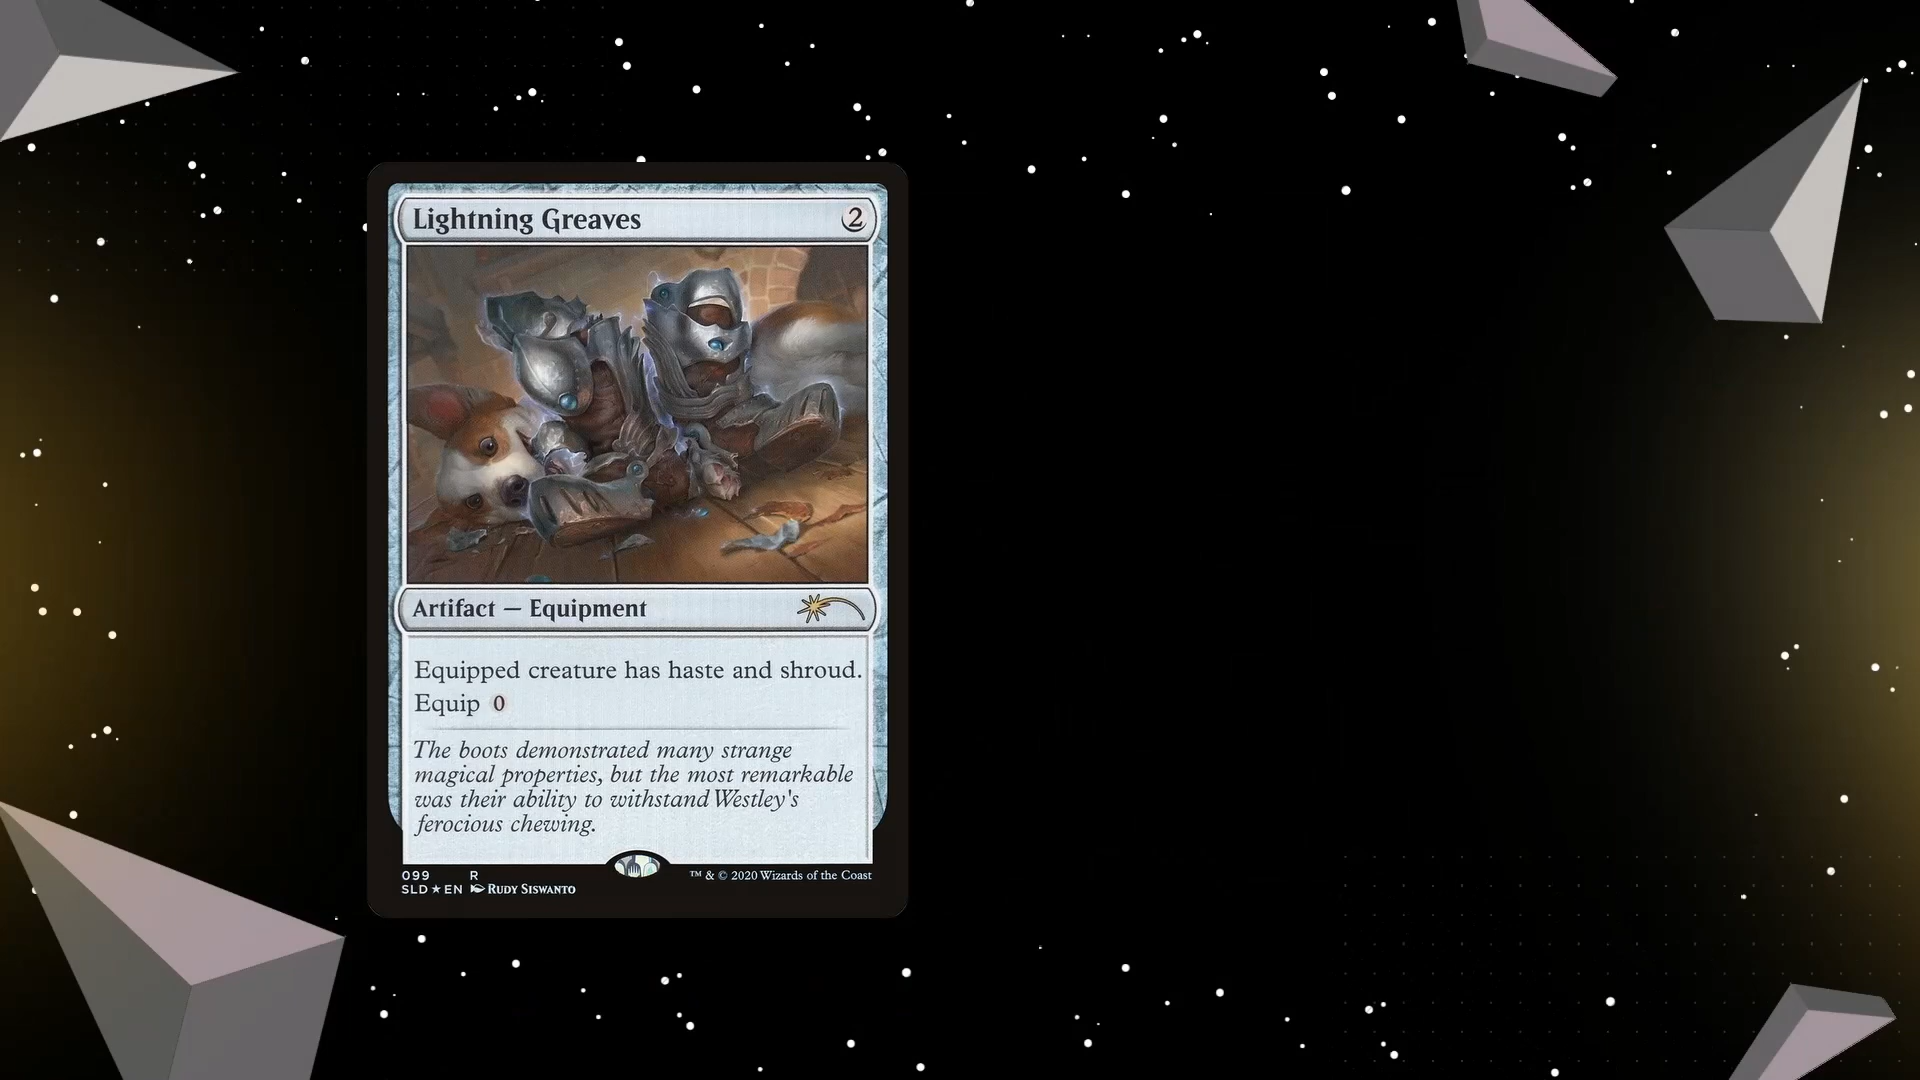 Lightning Greaves 2
Artifact — Equipment
Equipped creature has haste and shroud.
Equip 0
The boots demonstrated many strange
magical properties, but the most remarkable
was their ability to withstand Westley's
ferocious chewing.
099 R
SLD ★ EN Rudy Siswanto
™ & © 2020 Wizards of the Coast